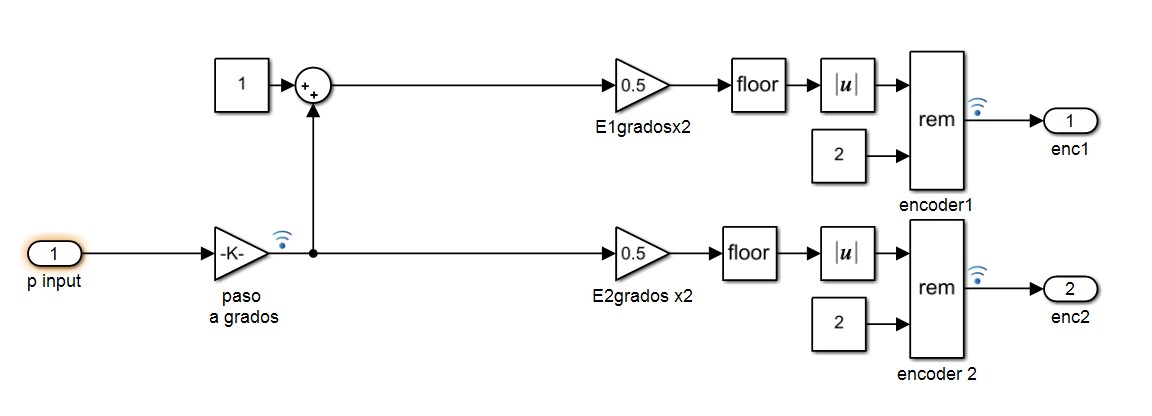 1
+
+
0.5
E1gradosx2
floor
|u|
2
rem
encoder1
1
enc1
1
p input
-K-
paso
a grados
0.5
E2grados x2
floor
|u|
2
rem
encoder 2
2
enc2